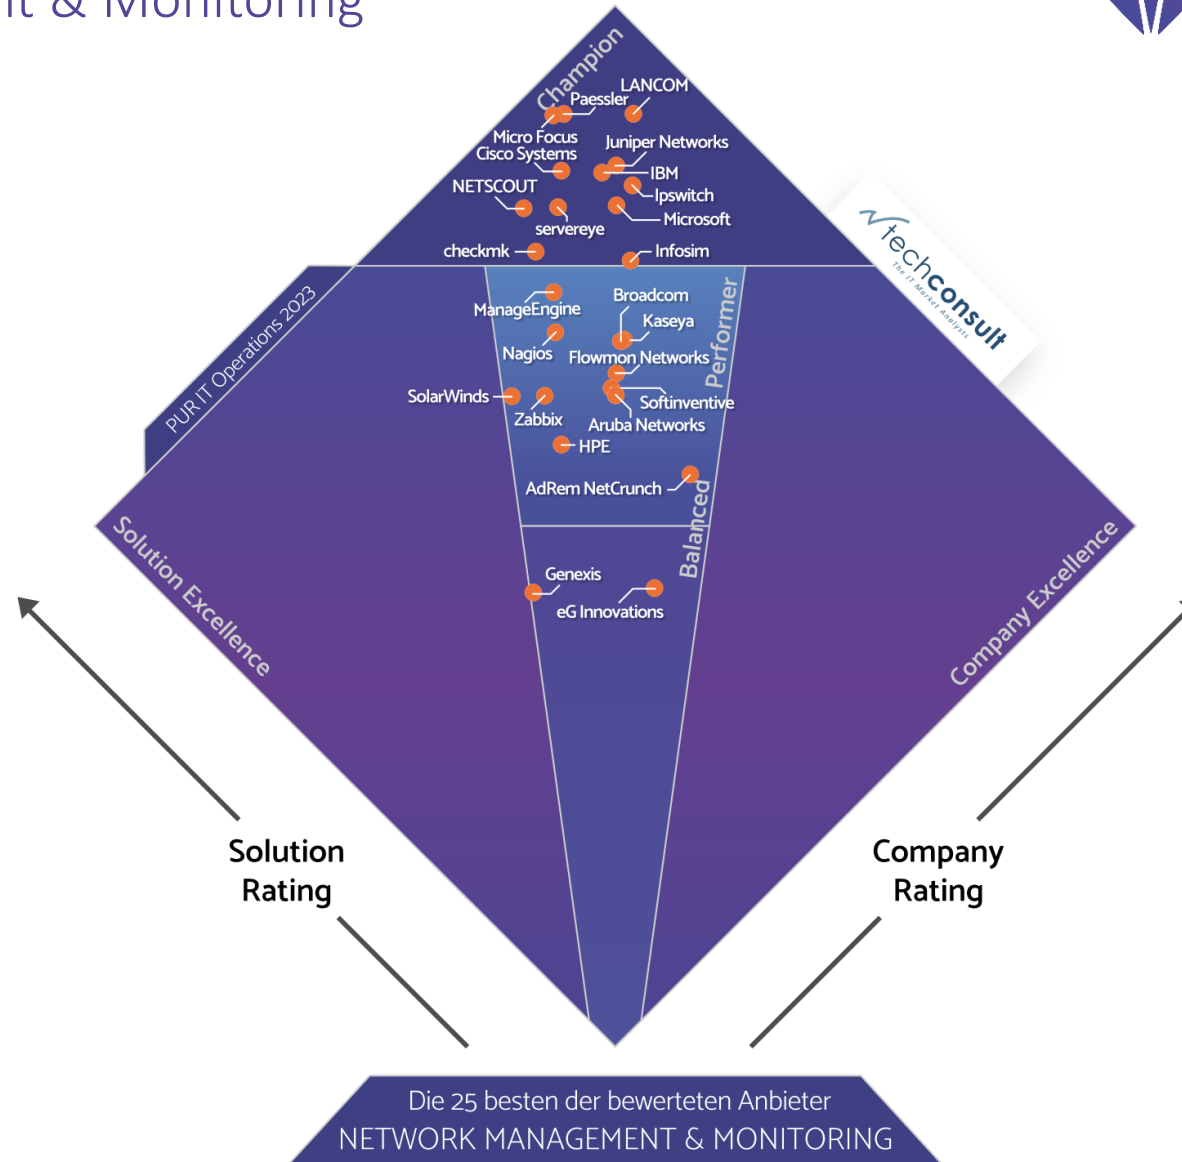 t & Monitoring
Champion
LANCOM
Paessler
Micro Focus
Juniper Networks
Cisco Systems
IBM
NETSCOUT
Ipswitch
Microsoft
servereye
checkmk
Infosim
techconsult
The IT Market Analysts
PUR IT Operations 2023
Performer
ManageEngine
Broadcom
Kaseya
Nagios
Flowmon Networks
SolarWinds
Softinventive
Zabbix
Aruba Networks
HPE
AdRem NetCrunch
Balanced
Solution Excellence
Company Excellence
Genexis
eG Innovations
Solution
Rating
Company
Rating
Die 25 besten der bewerteten Anbieter
NETWORK MANAGEMENT & MONITORING